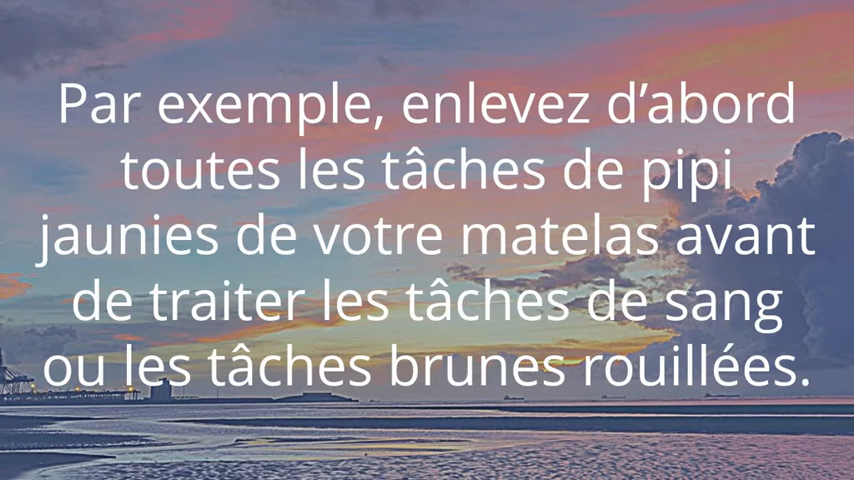 Par exemple, enlevez d’abord
toutes les tâches de pipi
jaunies de votre matelas avant
de traiter les tâches de sang
ou les tâches brunes rouillées.